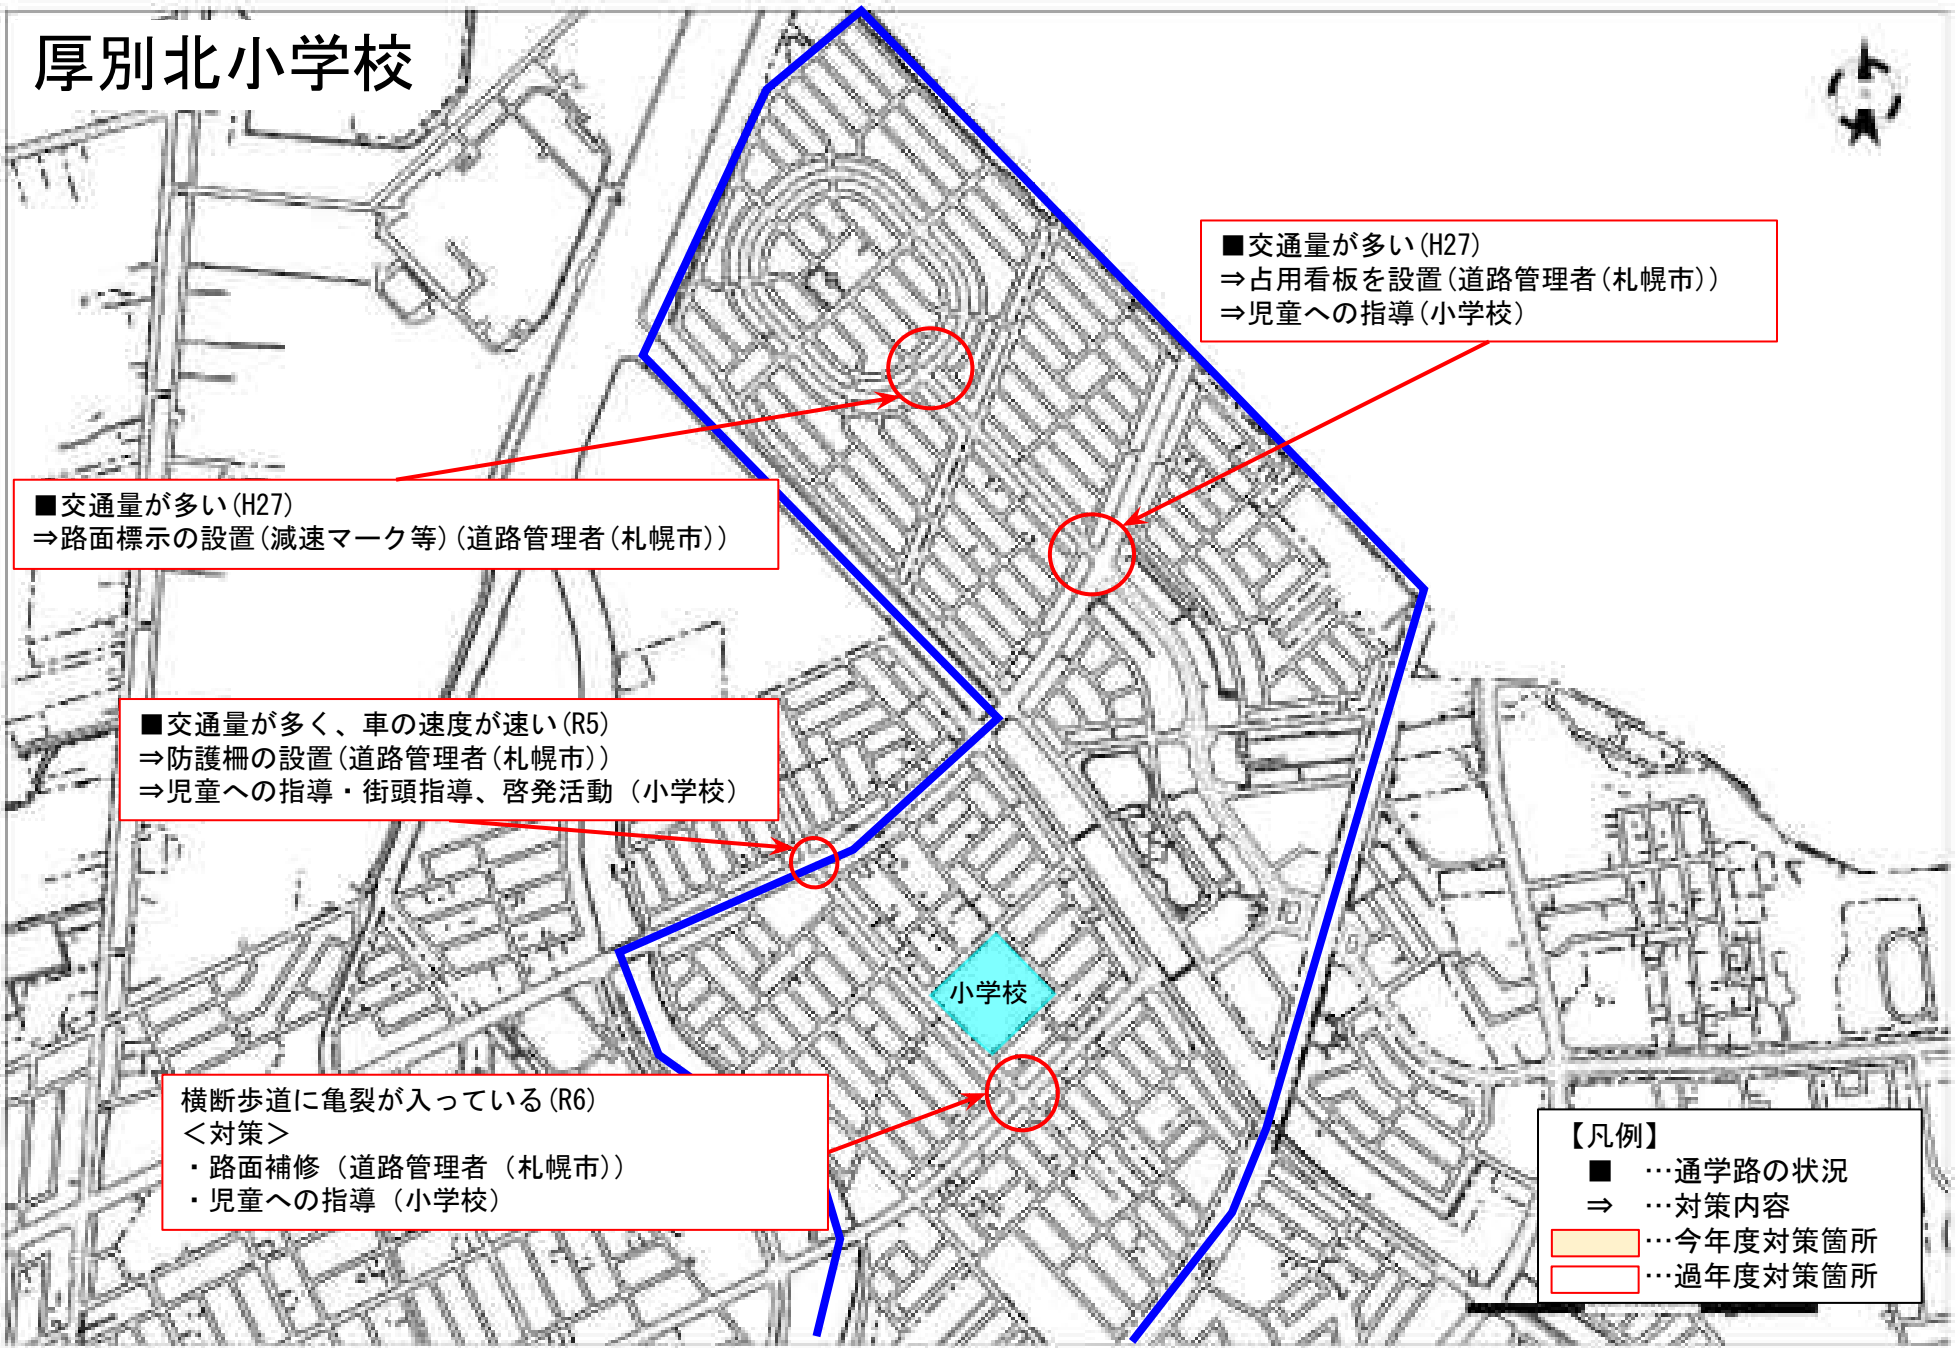 厚別北小学校
■交通量が多い(H27)
⇒占用看板を設置(道路管理者(札幌市))
⇒児童への指導(小学校)
■交通量が多い(H27)
⇒路面標示の設置(減速マーク等)(道路管理者(札幌市))
■交通量が多く、車の速度が速い(R5)
⇒防護柵の設置(道路管理者(札幌市))
⇒児童への指導・街頭指導、啓発活動（小学校）
小学校
横断歩道に亀裂が入っている(R6)
＜対策＞
・路面補修（道路管理者（札幌市））
・児童への指導（小学校）
【凡例】
■ …通学路の状況
⇒ …対策内容
…今年度対策箇所
…過年度対策箇所